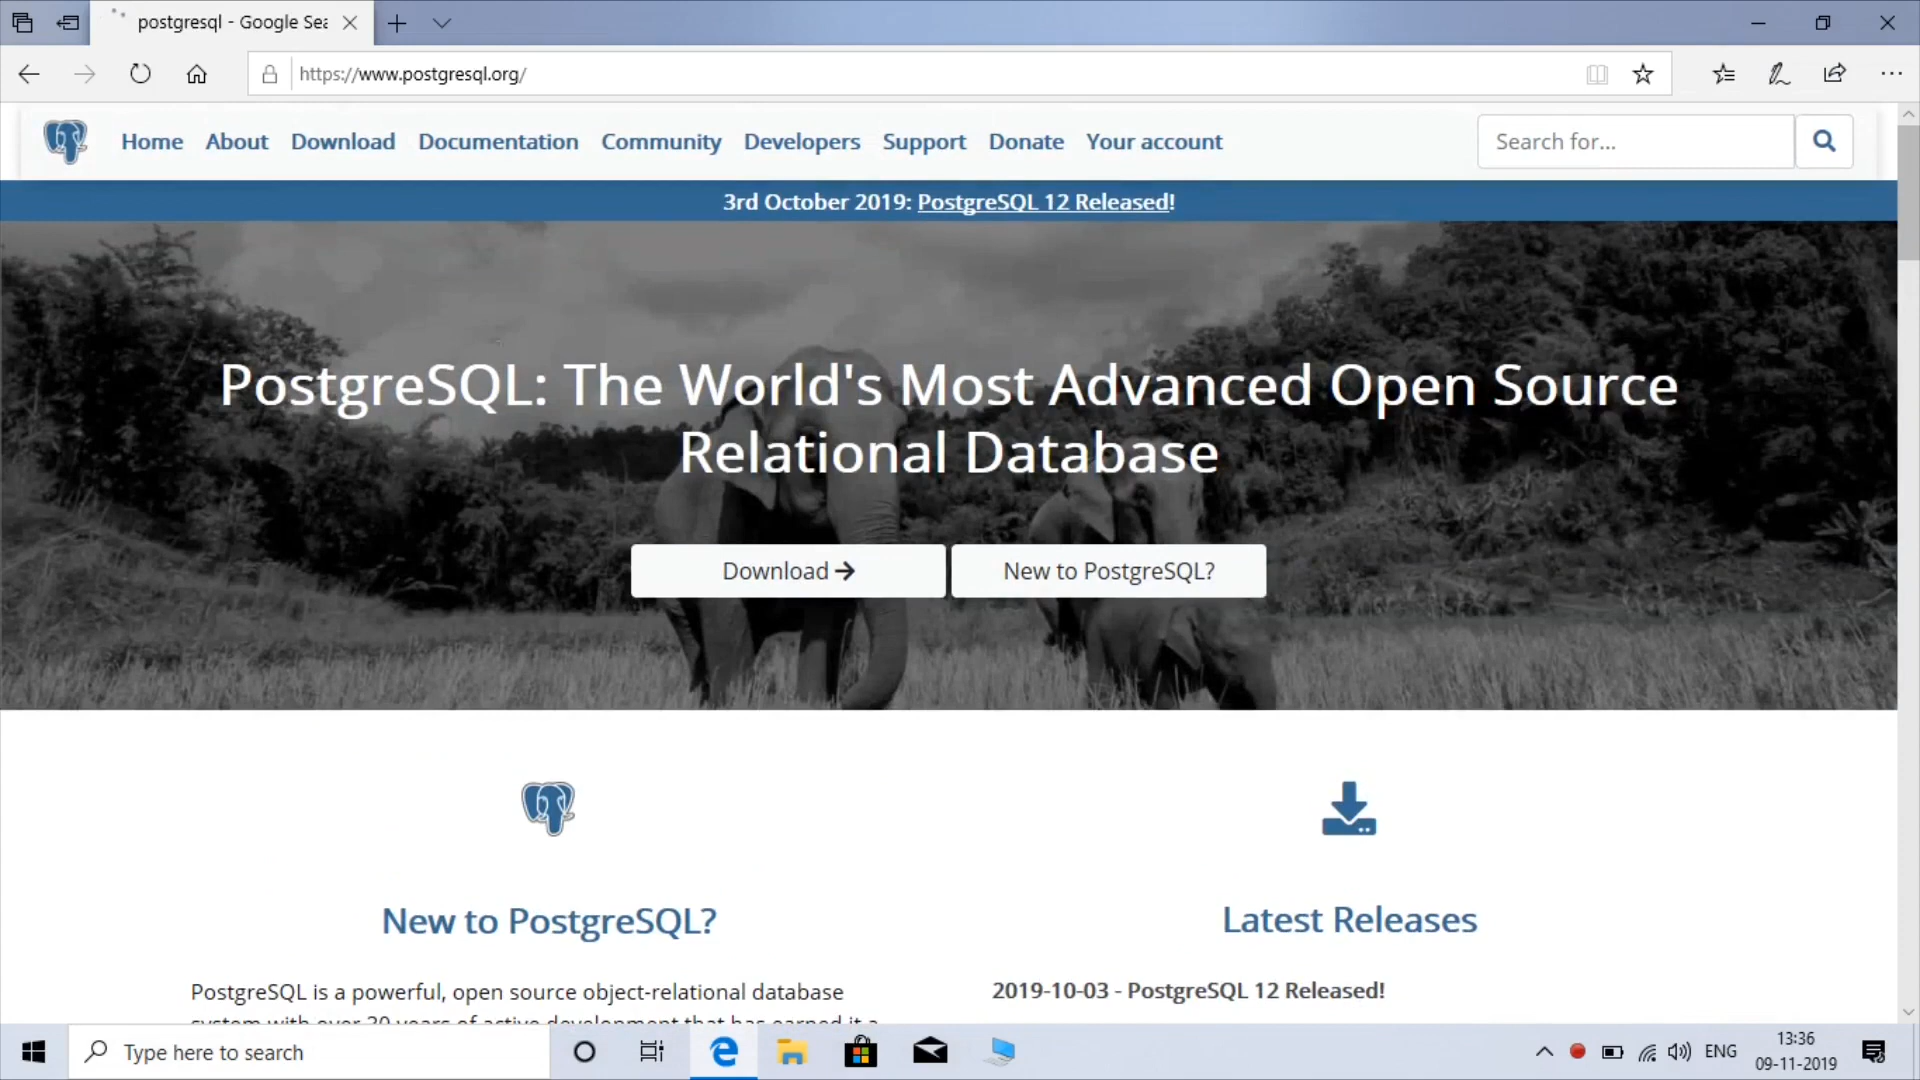 postgresql - Google Sea
https://www.postgresql.org/
Home About Download Documentation Community Developers Support Donate Your account
Search for...
3rd October 2019: PostgreSQL 12 Released!
PostgreSQL: The World's Most Advanced Open Source
Relational Database
Download
New to PostgreSQL?
New to PostgreSQL?
PostgreSQL is a powerful, open source object-relational database
system with over 30 years of active development that has earned it a
Latest Releases
2019-10-03 - PostgreSQL 12 Released!
Type here to search
ENG
13:36
09-11-2019